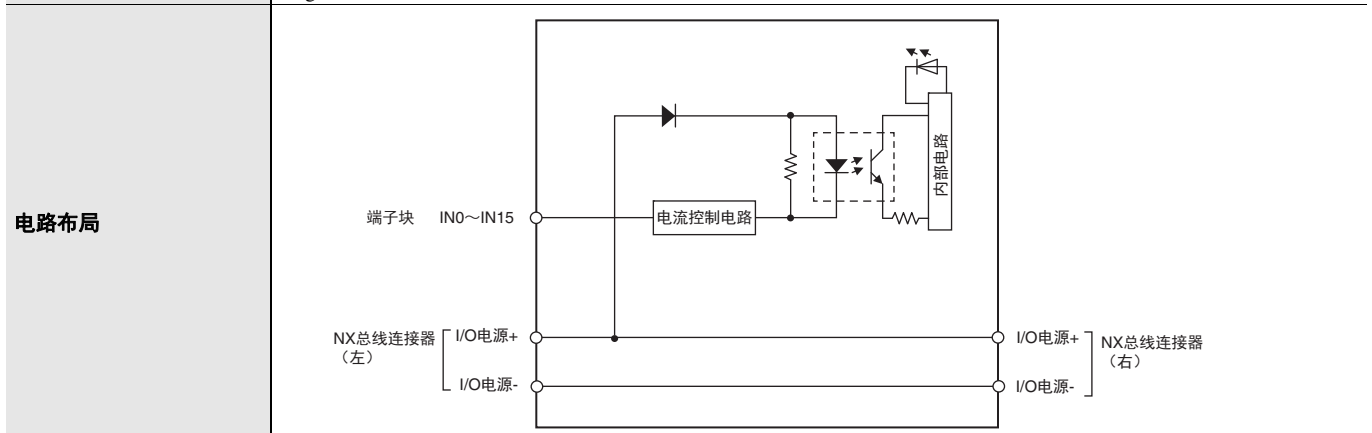 电路布局
内部电路
端子块 IN0～IN15
电流控制电路
NX总线连接器
（左）
I/O电源+
I/O电源-
I/O电源+
I/O电源-
NX总线连接器
（右）